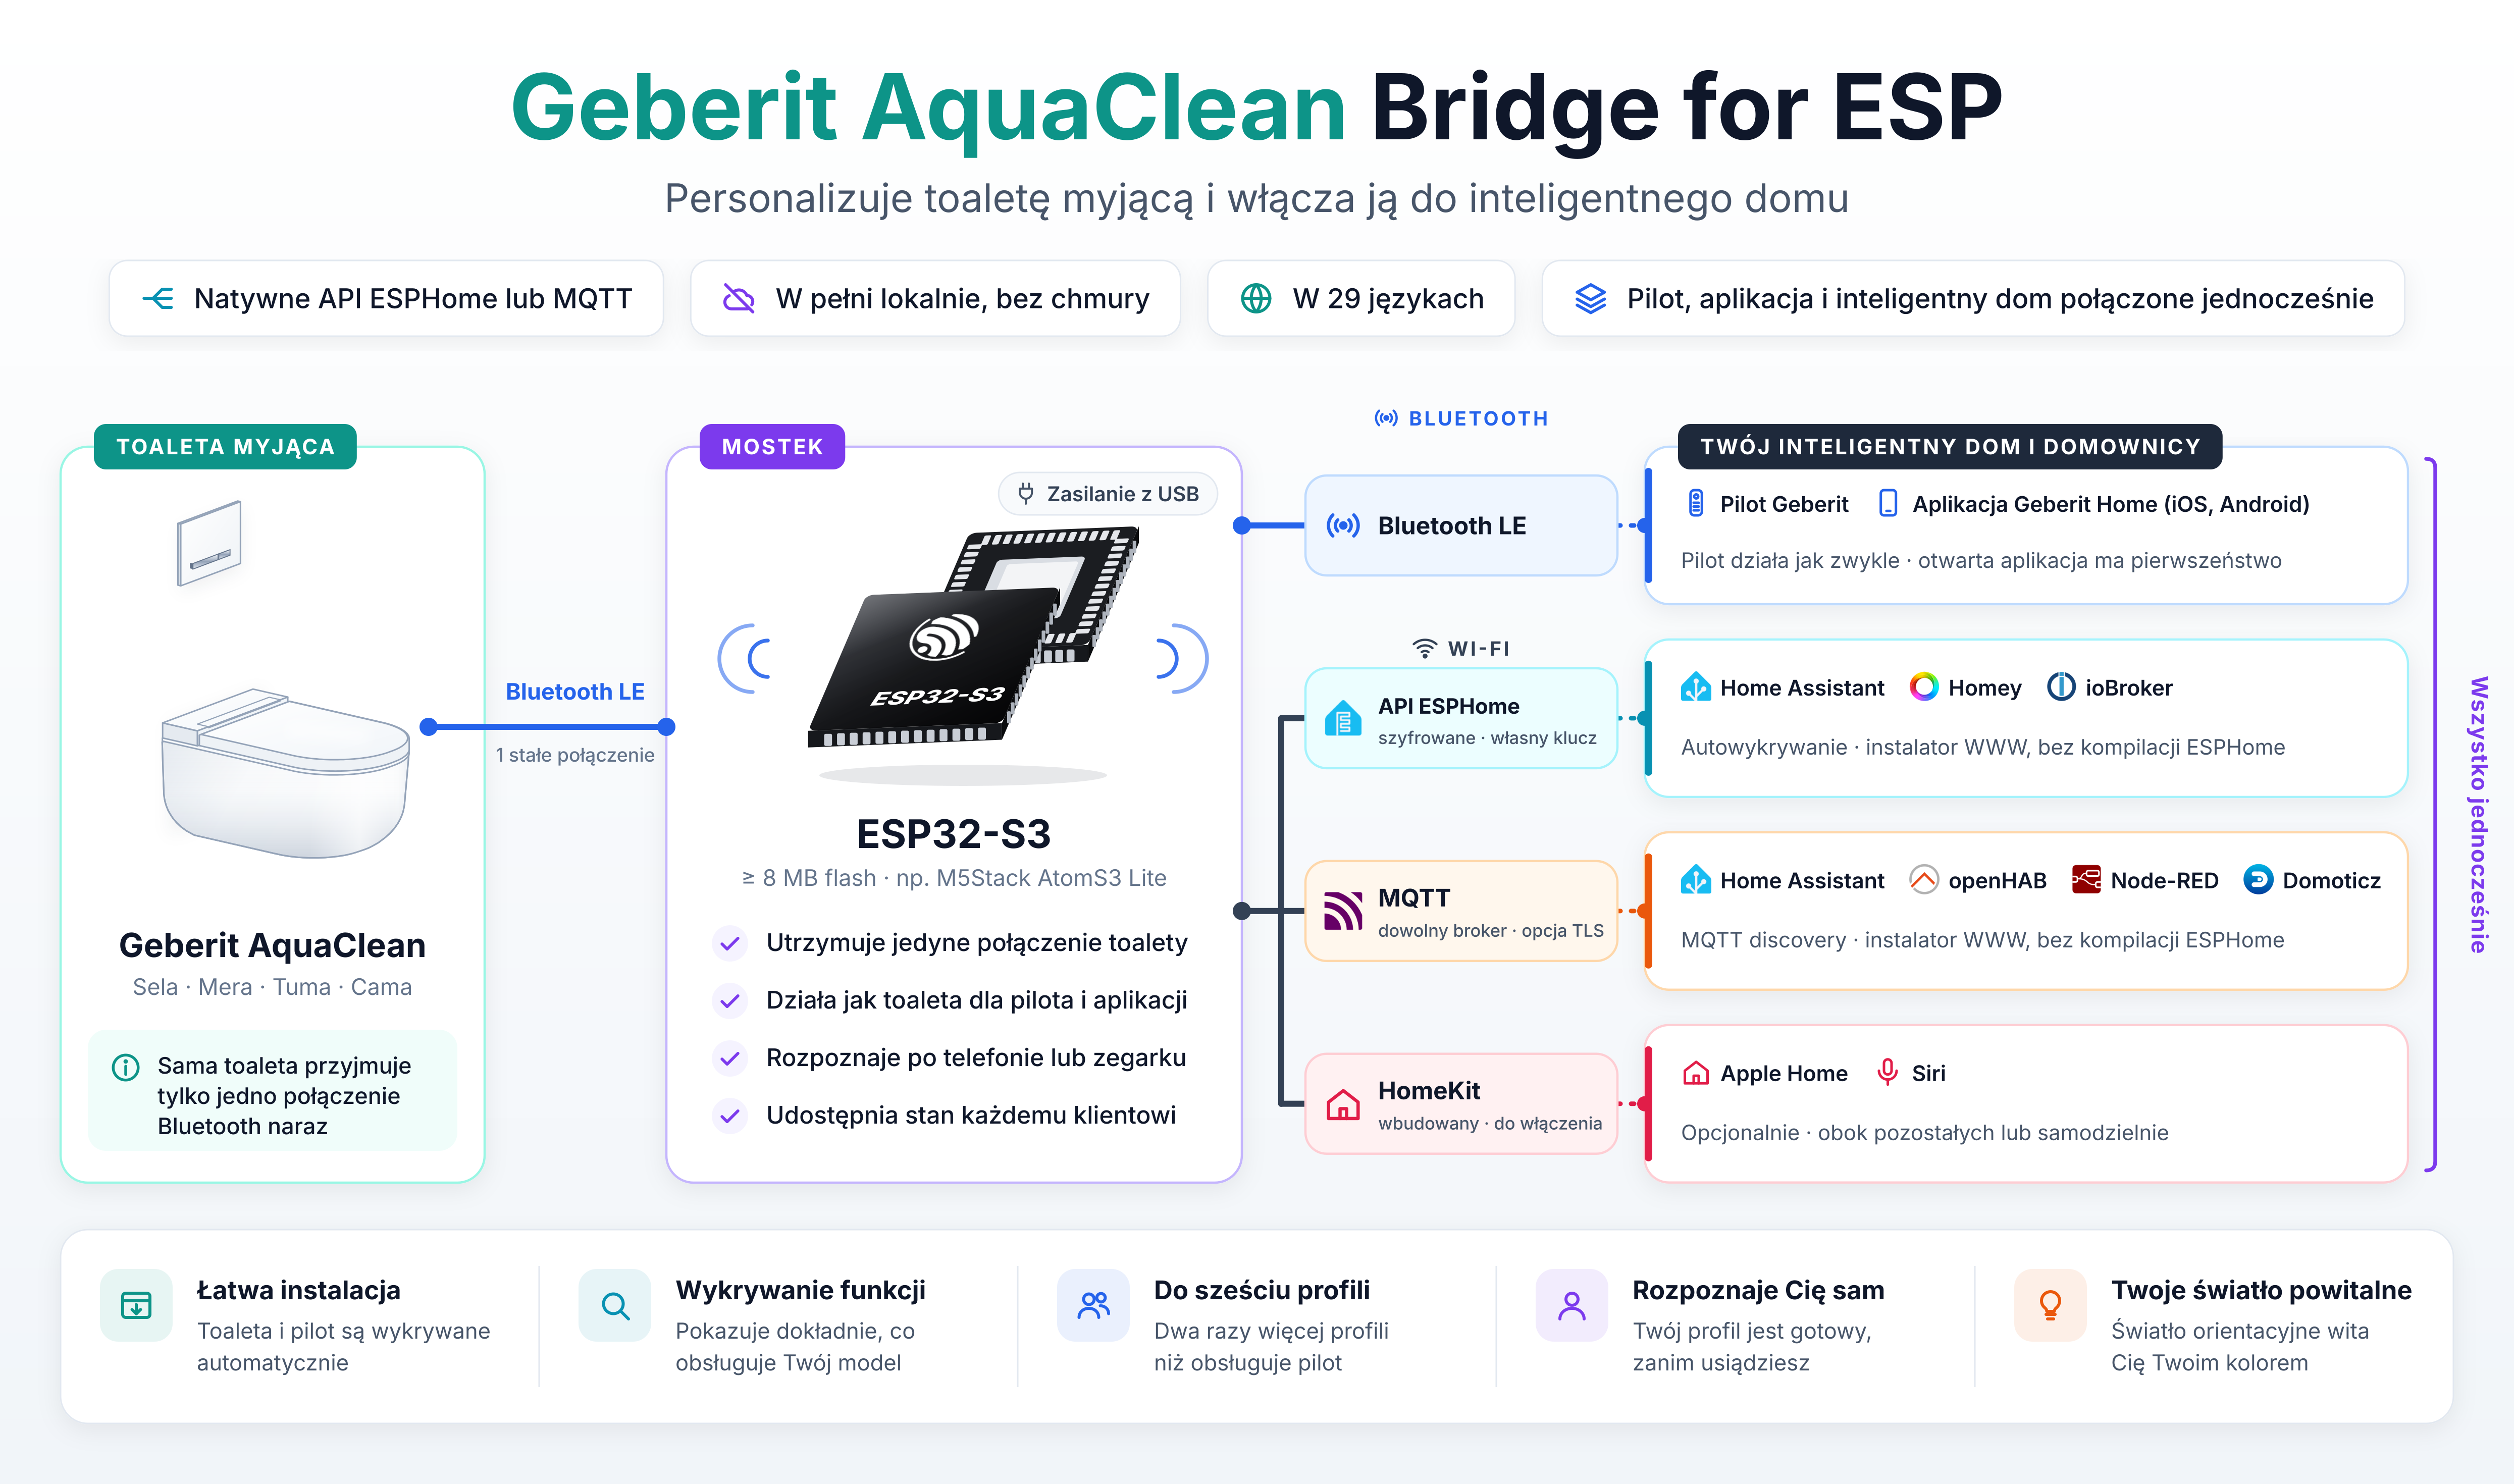 Geberit AquaClean Bridge for ESP
Personalizuje toaletę myjącą i włącza ją do inteligentnego domu
Natywne API ESPHome lub MQTT
W pełni lokalnie, bez chmury
W 29 językach
Pilot, aplikacja i inteligentny dom połączone jednocześnie
TOALETA MYJĄCA
Geberit AquaClean
Sela · Mera · Tuma · Cama
Sama toaleta przyjmuje
tylko jedno połączenie
Bluetooth naraz
Bluetooth LE
1 stałe połączenie
MOSTEK
Zasilanie z USB
ESP32-S3
ESP32-S3
≥ 8 MB flash · np. M5Stack AtomS3 Lite
Utrzymuje jedyne połączenie toalety
Działa jak toaleta dla pilota i aplikacji
Rozpoznaje po telefonie lub zegarku
Udostępnia stan każdemu klientowi
BLUETOOTH
Bluetooth LE
WI-FI
API ESPHome
szyfrowane · własny klucz
MQTT
dowolny broker · opcja TLS
HomeKit
wbudowany · do włączenia
TWÓJ INTELIGENTNY DOM I DOMOWNICY
Pilot Geberit
Aplikacja Geberit Home (iOS, Android)
Pilot działa jak zwykle · otwarta aplikacja ma pierwszeństwo
Home Assistant
Homey
ioBroker
Autowykrywanie · instalator WWW, bez kompilacji ESPHome
Home Assistant
openHAB
Node-RED
Domoticz
MQTT discovery · instalator WWW, bez kompilacji ESPHome
Apple Home
Siri
Opcjonalnie · obok pozostałych lub samodzielnie
Wszystko jednocześnie
Łatwa instalacja
Toaleta i pilot są wykrywane
automatycznie
Wykrywanie funkcji
Pokazuje dokładnie, co
obsługuje Twój model
Do sześciu profili
Dwa razy więcej profili
niż obsługuje pilot
Rozpoznaje Cię sam
Twój profil jest gotowy,
zanim usiądziesz
Twoje światło powitalne
Światło orientacyjne wita
Cię Twoim kolorem